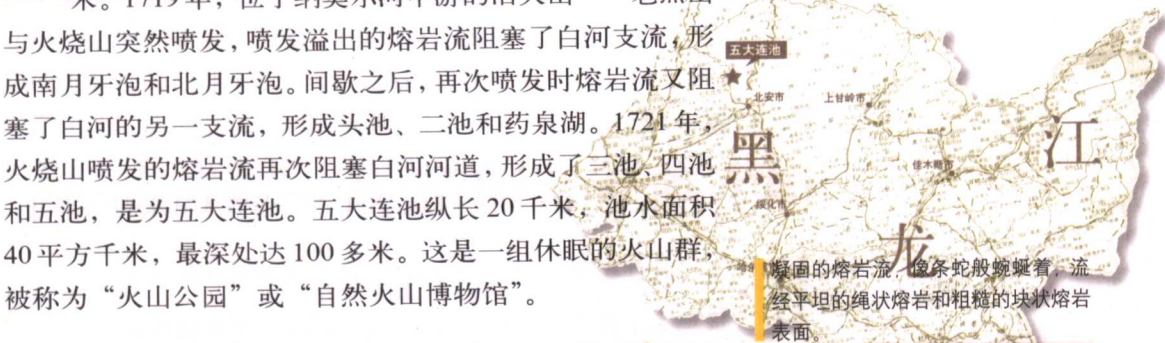 与火烧山突然喷发，喷发溢出的熔岩流阻塞了白河支流，形
成南月牙泡和北月牙泡。间歇之后，再次喷发时熔岩流又阻
塞了白河的另一支流，形成头池、二池和药泉湖。1721年，
火烧山喷发的熔岩流再次阻塞白河河道，形成了三池、四池
和五池，是为五大连池。五大连池纵长20千米，池水面积
40平方千米，最深处达100多米。这是一组休眠的火山群，
被称为“火山公园”或“自然火山博物馆”。
五大连池
北安市
上甘岭市
黑
江
佳木斯市
绥化市
龙
凝固的熔岩流，像条蛇般蜿蜒着，流
经平坦的绳状熔岩和粗糙的块状熔岩
表面。